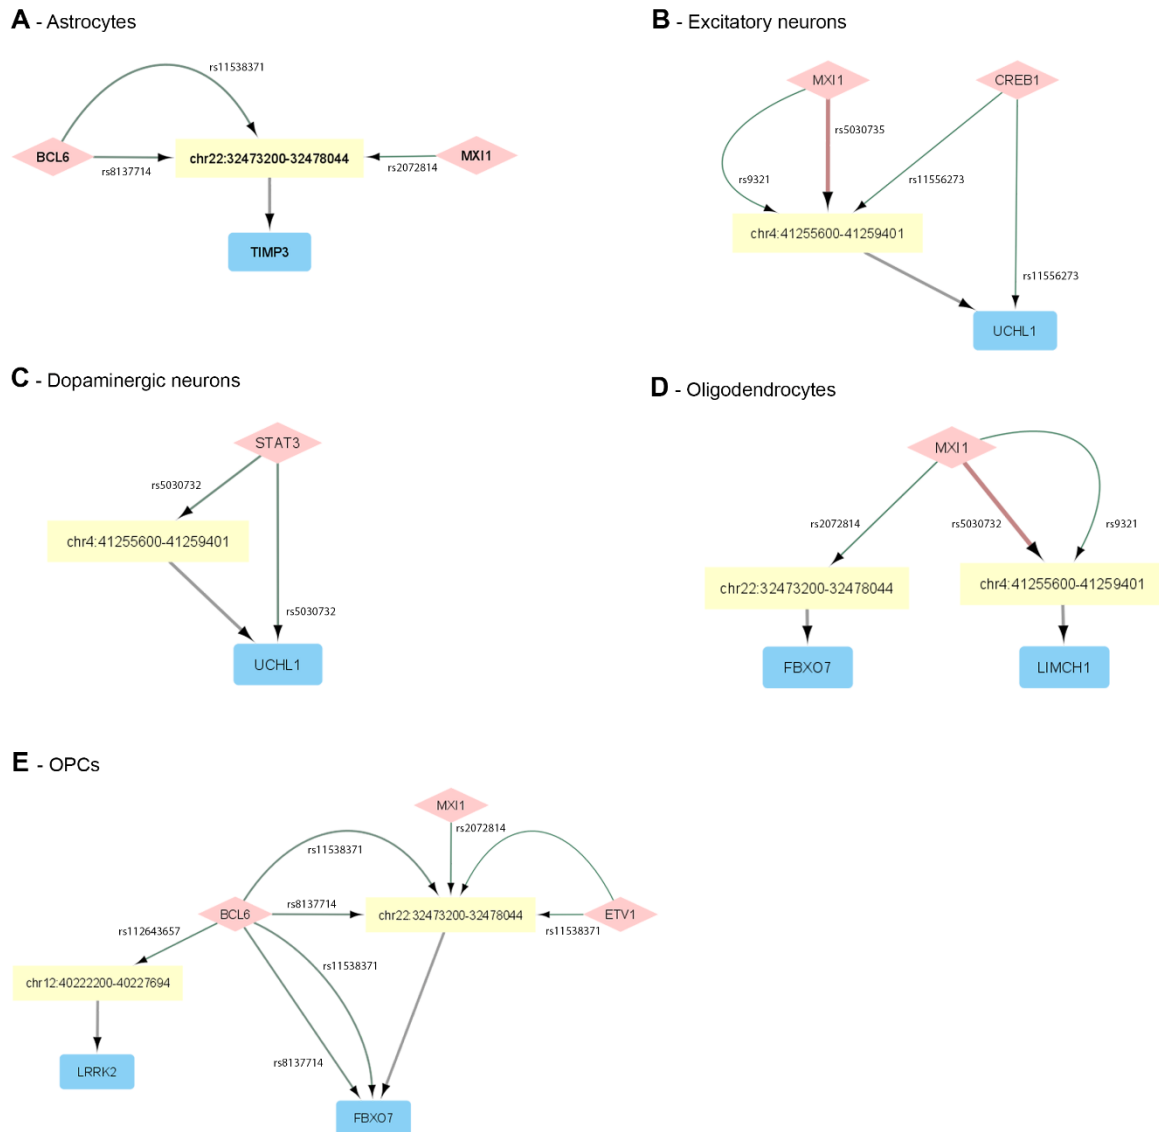 A - Astrocytes
rs11538371
BCL6
chr22:32473200-32478044
MXI1
rs8137714
rs2072814
TIMP3
B - Excitatory neurons
MXI1
CREB1
rs5030735
rs9321
rs11556273
chr4:41255600-41259401
rs11556273
UCHL1
C - Dopaminergic neurons
STAT3
rs5030732
chr4:41255600-41259401
rs5030732
UCHL1
D - Oligodendrocytes
MXI1
rs2072814
rs5030732
rs9321
chr22:32473200-32478044
chr4:41255600-41259401
FBXO7
LIMCH1
E - OPCs
MXI1
rs2072814
rs11538371
rs8137714
BCL6
chr22:32473200-32478044
ETV1
rs11538371
rs112643657
rs11538371
chr12:40222200-40227694
rs8137714
LRRK2
FBXO7